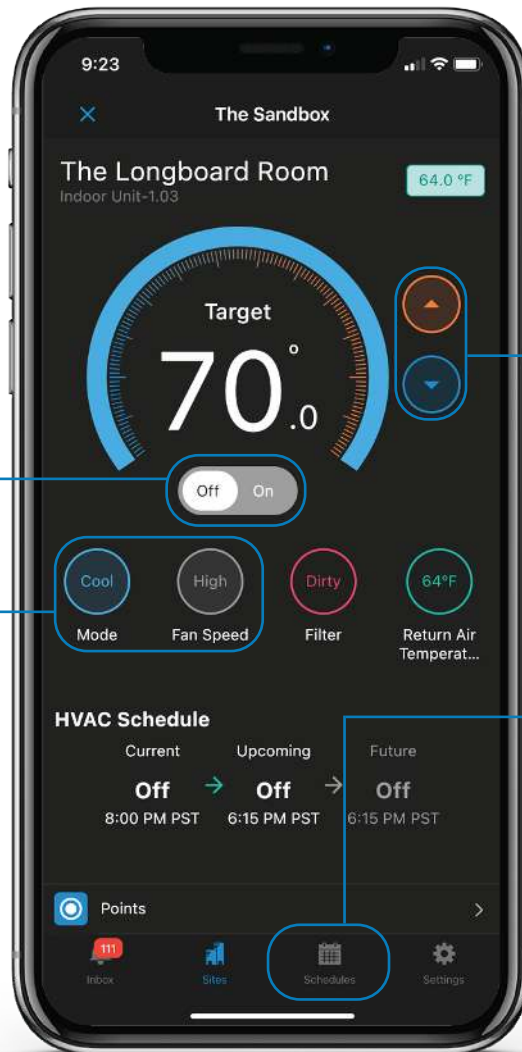 9:23
The Sandbox
The Longboard Room
64.0 °F
Indoor Unit-1.03
Target
70°.0
Off On
Cool High Dirty 64°F
Mode Fan Speed Filter Return Air
Temperat...
HVAC Schedule
Current Upcoming Future
Off → Off → Off
8:00 PM PST 6:15 PM PST 6:15 PM PST
Points
111
Inbox Sites Schedules Settings